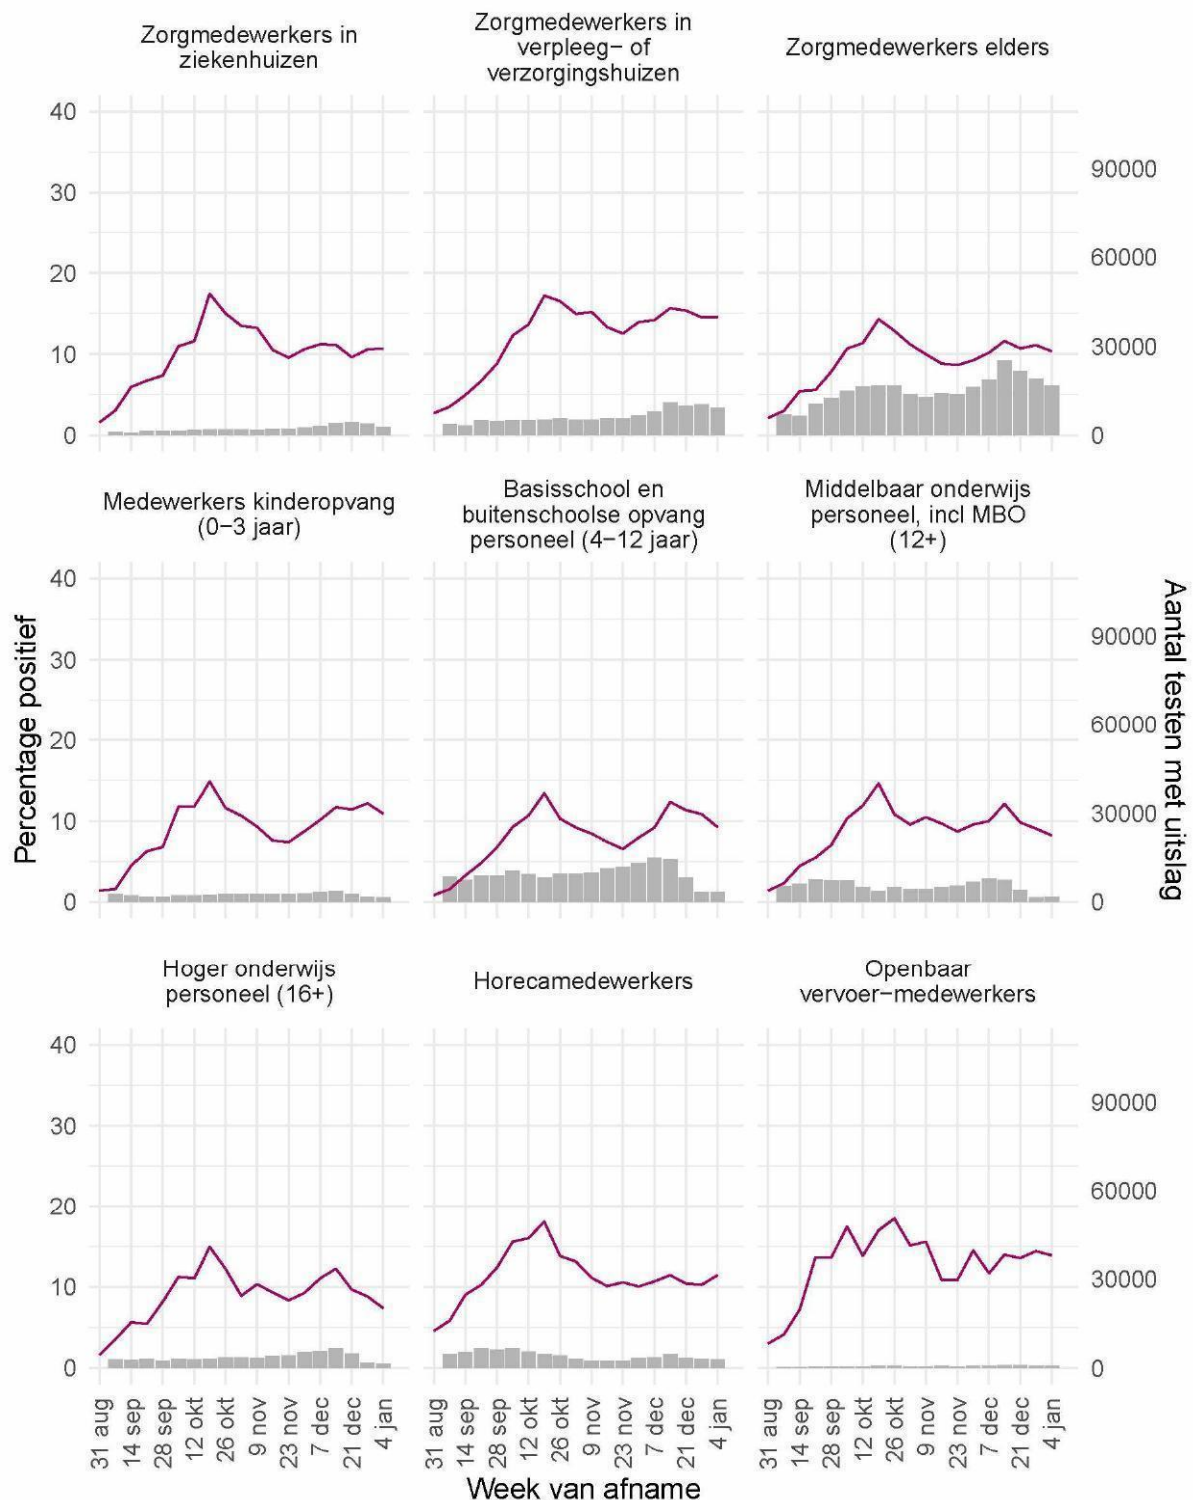 Zorgmedewerkers in
ziekenhuizen
Zorgmedewerkers in
verpleeg− of
verzorgingshuizen
Zorgmedewerkers elders
40
30
20
10
0
90000
60000
30000
0
Medewerkers kinderopvang
(0−3 jaar)
Basisschool en
buitenschoolse opvang
personeel (4−12 jaar)
Middelbaar onderwijs
personeel, incl MBO
(12+)
Percentage positief
40
30
20
10
0
90000
60000
30000
0
Aantal testen met uitslag
Hoger onderwijs
personeel (16+)
Horecamedewerkers
Openbaar
vervoer−medewerkers
40
30
20
10
0
90000
60000
30000
0
31 aug
14 sep
28 sep
12 okt
26 okt
9 nov
23 nov
7 dec
21 dec
4 jan
31 aug
14 sep
28 sep
12 okt
26 okt
9 nov
23 nov
7 dec
21 dec
4 jan
31 aug
14 sep
28 sep
12 okt
26 okt
9 nov
23 nov
7 dec
21 dec
4 jan
Week van afname